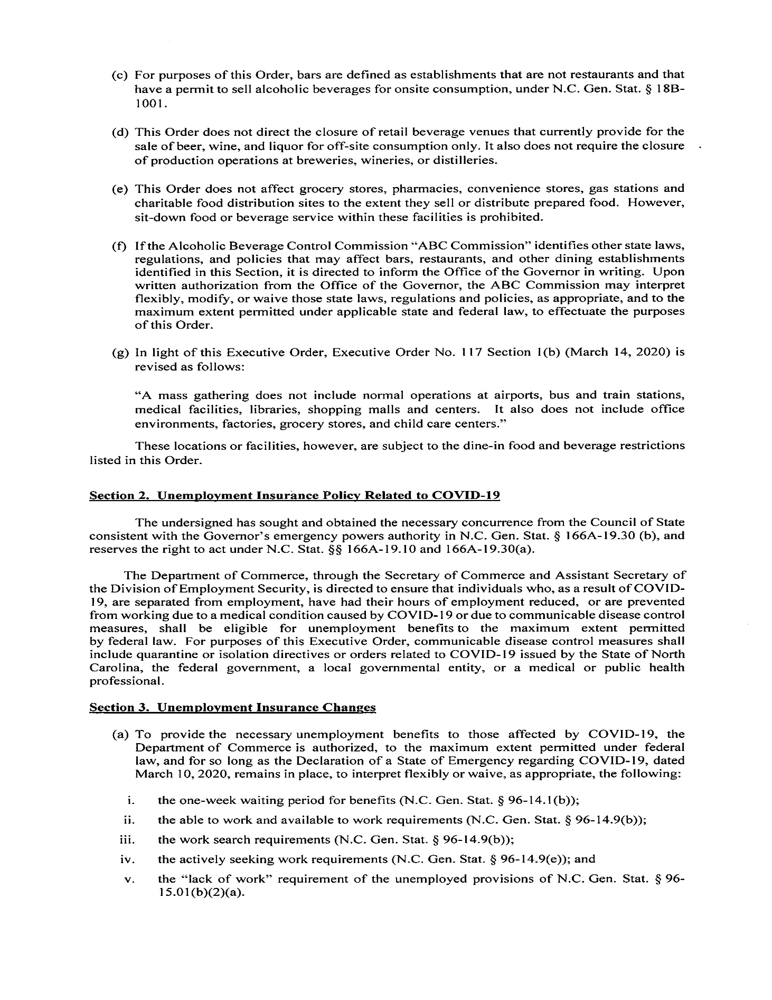 (c) For purposes of this Order, bars are defined as establishments that are not restaurants and that
have a permit to sell alcoholic beverages for onsite consumption, under N.C. Gen. Stat. § 18B-
1001.
(d) This Order does not direct the closure of retail beverage venues that currently provide for the
sale of beer, wine, and liquor for off-site consumption only. It also does not require the closure
of production operations at breweries, wineries, or distilleries.
(e) This Order does not affect grocery stores, pharmacies, convenience stores, gas stations and
charitable food distribution sites to the extent they sell or distribute prepared food. However,
sit-down food or beverage service within these facilities is prohibited.
(f) If the Alcoholic Beverage Control Commission “ABC Commission” identifies other state laws,
regulations, and policies that may affect bars, restaurants, and other dining establishments
identified in this Section, it is directed to inform the Office of the Governor in writing. Upon
written authorization from the Office of the Governor, the ABC Commission may interpret
flexibly, modify, or waive those state laws, regulations and policies, as appropriate, and to the
maximum extent permitted under applicable state and federal law, to effectuate the purposes
of this Order.
(g) In light of this Executive Order, Executive Order No. 117 Section 1(b) (March 14, 2020) is
revised as follows:
“A mass gathering does not include normal operations at airports, bus and train stations,
medical facilities, libraries, shopping malls and centers. It also does not include office
environments, factories, grocery stores, and child care centers.”
These locations or facilities, however, are subject to the dine-in food and beverage restrictions
listed in this Order.
Section 2. Unemployment Insurance Policy Related to COVID-19
The undersigned has sought and obtained the necessary concurrence from the Council of State
consistent with the Governor’s emergency powers authority in N.C. Gen. Stat. § 166A-19.30 (b), and
reserves the right to act under N.C. Stat. §§ 166A-19.10 and 166A-19.30(a).
The Department of Commerce, through the Secretary of Commerce and Assistant Secretary of
the Division of Employment Security, is directed to ensure that individuals who, as a result of COVID-
19, are separated from employment, have had their hours of employment reduced, or are prevented
from working due to a medical condition caused by COVID-19 or due to communicable disease control
measures, shall be eligible for unemployment benefits to the maximum extent permitted
by federal law. For purposes of this Executive Order, communicable disease control measures shall
include quarantine or isolation directives or orders related to COVID-19 issued by the State of North
Carolina, the federal government, a local governmental entity, or a medical or public health
professional.
Section 3. Unemployment Insurance Changes
(a) To provide the necessary unemployment benefits to those affected by COVID-19, the
Department of Commerce is authorized, to the maximum extent permitted under federal
law, and for so long as the Declaration of a State of Emergency regarding COVID-19, dated
March 10, 2020, remains in place, to interpret flexibly or waive, as appropriate, the following:
i. the one-week waiting period for benefits (N.C. Gen. Stat. § 96-14.1(b));
ii. the able to work and available to work requirements (N.C. Gen. Stat. § 96-14.9(b));
iii. the work search requirements (N.C. Gen. Stat. § 96-14.9(b));
iv. the actively seeking work requirements (N.C. Gen. Stat. § 96-14.9(e)); and
v. the “lack of work” requirement of the unemployed provisions of N.C. Gen. Stat. § 96-
15.01(b)(2)(a).